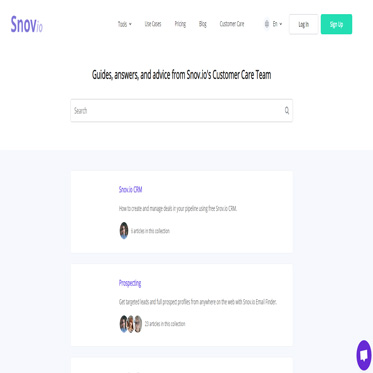 Snovio
Tools Use Cases Pricing Blog Customer Care En Log In Sign Up
Guides, answers, and advice from Snov.io's Customer Care Team
Search
Snov.io CRM
How to create and manage deals in your pipeline using free Snov.io CRM.
articles in this collection
Prospecting
Get targeted leads and full prospect profiles from anywhere on the web with Snov.io Email Finder.
23 articles in this collection